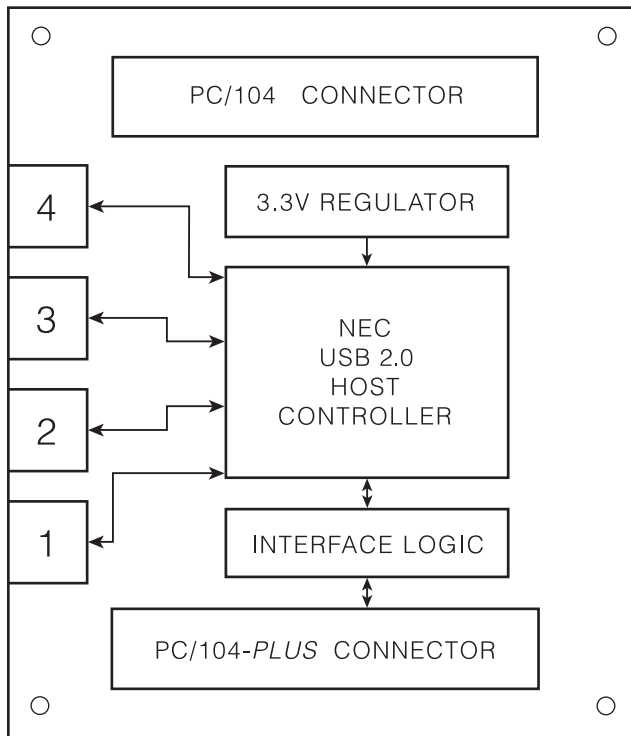 PC/104 CONNECTOR
4
3.3V REGULATOR
3
NEC
USB 2.0
HOST
CONTROLLER
2
1
INTERFACE LOGIC
PC/104-PLUS CONNECTOR